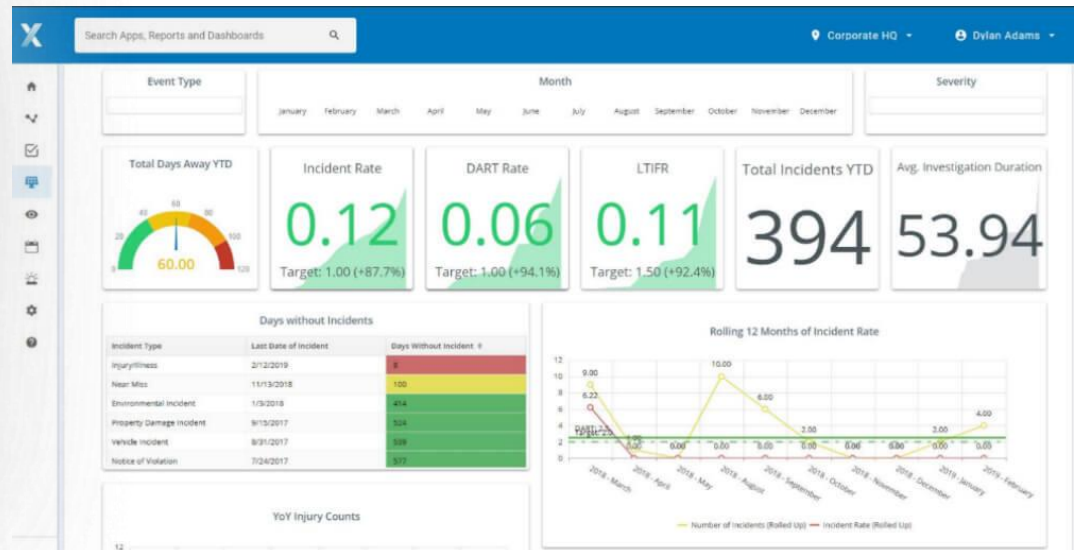 X
Search Apps, Reports and Dashboards
Corporate HQ
Dylan Adams
Event Type
Month
Severity
January February March April May June July August September October November December
Total Days Away YTD
0 20 40 60 80 100 120
60.00
Incident Rate
0.12
Target: 1.00 (+87.7%)
DART Rate
0.06
Target: 1.00 (+94.1%)
LTIFR
0.11
Target: 1.50 (+92.4%)
Total Incidents YTD
394
Avg. Investigation Duration
53.94
Days without Incidents
Incident Type Last Date of Incident Days Without Incident
Injury/Illness 2/12/2019
Near Miss 11/13/2018 100
Environmental Incident 1/3/2018 414
Property Damage Incident 9/15/2017 524
Vehicle Incident 8/31/2017 539
Notice of Violation 7/24/2017 577
YoY Injury Counts
12
Rolling 12 Months of Incident Rate
12
10
8
6
4
2
0
9.00
6.22
10.00
6.00
2.00
2.00
4.00
1.00
0.00 0.00 0.00 0.00 0.00 0.00 0.00 0.00
2018 - March
2018 - April
2018 - May
2018 - August
2018 - September
2018 - October
2018 - November
2018 - December
2019 - January
2019 - February
Number of Incidents (Rolled Up) Incident Rate (Rolled Up)